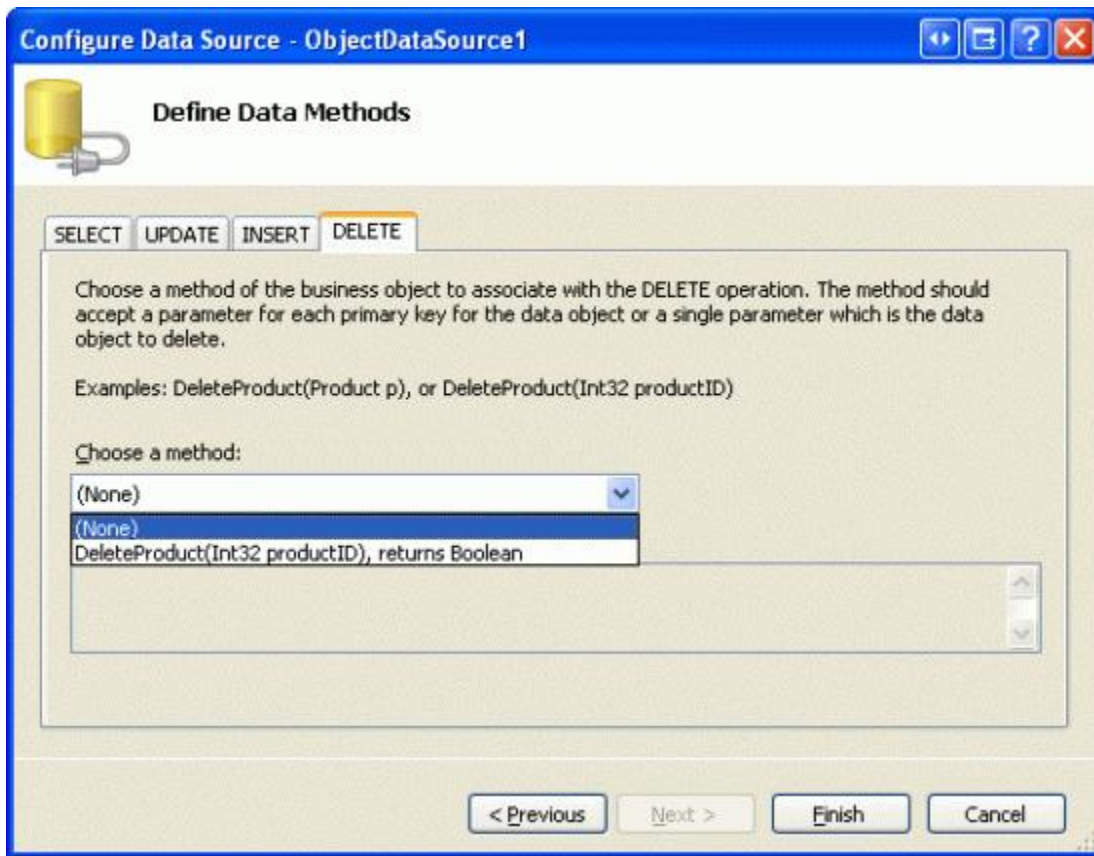 Configure Data Source - ObjectDataSource1
Define Data Methods
SELECT UPDATE INSERT DELETE
Choose a method of the business object to associate with the DELETE operation. The method should
accept a parameter for each primary key for the data object or a single parameter which is the data
object to delete.
Examples: DeleteProduct(Product p), or DeleteProduct(Int32 productID)
Choose a method:
(None)
(None)
DeleteProduct(Int32 productID), returns Boolean
< Previous Next > Finish Cancel